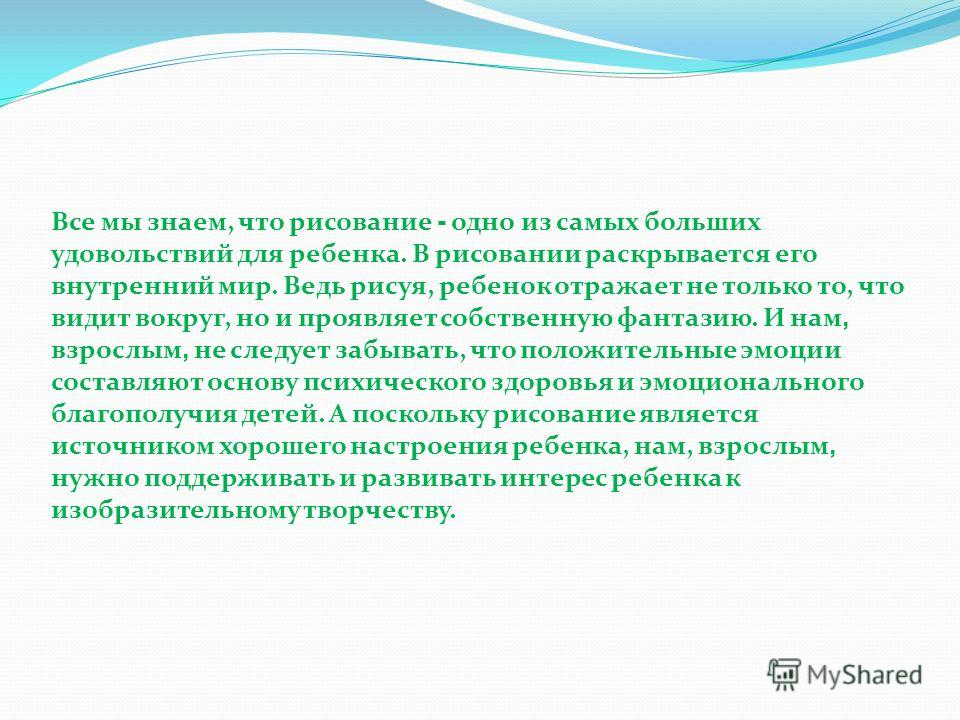 Все мы знаем, что рисование - одно из самых больших
удовольствий для ребенка. В рисовании раскрывается его
внутренний мир. Ведь рисуя, ребенок отражает не только то, что
видит вокруг, но и проявляет собственную фантазию. И нам,
взрослым, не следует забывать, что положительные эмоции
составляют основу психического здоровья и эмоционального
благополучия детей. А поскольку рисование является
источником хорошего настроения ребенка, нам, взрослым,
нужно поддерживать и развивать интерес ребенка к
изобразительному творчеству.
MyShared